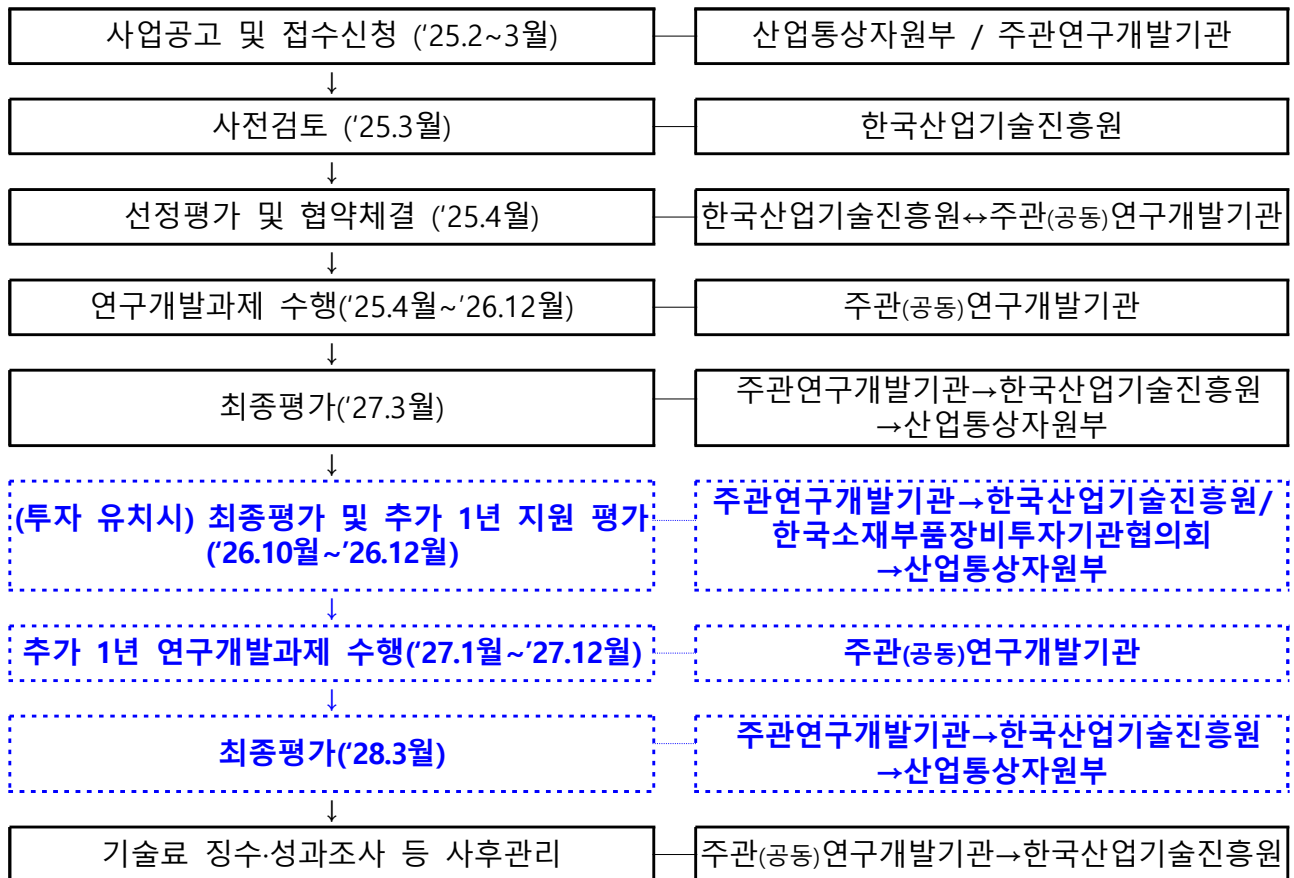 사업공고 및 접수신청 (‘25.2~3월)
산업통상자원부 / 주관연구개발기관
↓
사전검토 (‘25.3월)
한국산업기술진흥원
↓
선정평가 및 협약체결 (‘25.4월)
한국산업기술진흥원↔주관(공동)연구개발기관
↓
연구개발과제 수행(‘25.4월~’26.12월)
주관(공동)연구개발기관
↓
최종평가(‘27.3월)
주관연구개발기관→한국산업기술진흥원
→산업통상자원부
↓
(투자 유치시) 최종평가 및 추가 1년 지원 평가
(‘26.10월~’26.12월)
주관연구개발기관→한국산업기술진흥원/
한국소재부품장비투자기관협의회
→산업통상자원부
↓
추가 1년 연구개발과제 수행(‘27.1월~’27.12월)
주관(공동)연구개발기관
↓
최종평가(‘28.3월)
주관연구개발기관→한국산업기술진흥원
→산업통상자원부
↓
기술료 징수·성과조사 등 사후관리
주관(공동)연구개발기관→한국산업기술진흥원